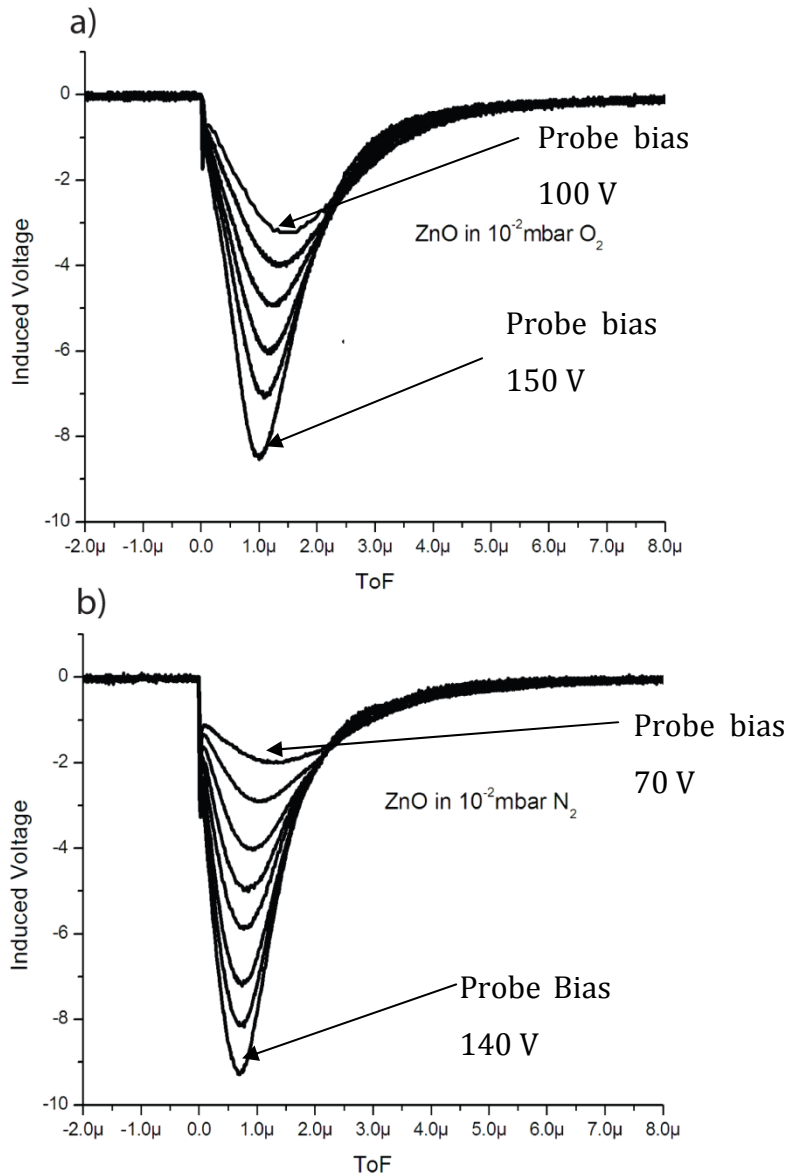 a)
0
-2
-4
-6
-8
-10
Induced Voltage
-2.0µ -1.0µ 0.0 1.0µ 2.0µ 3.0µ 4.0µ 5.0µ 6.0µ 7.0µ 8.0µ
ToF
Probe bias
100 V
ZnO in 10⁻²mbar O₂
Probe bias
150 V
b)
0
-2
-4
-6
-8
-10
Induced Voltage
-2.0µ -1.0µ 0.0 1.0µ 2.0µ 3.0µ 4.0µ 5.0µ 6.0µ 7.0µ 8.0µ
ToF
Probe bias
70 V
ZnO in 10⁻²mbar N₂
Probe Bias
140 V